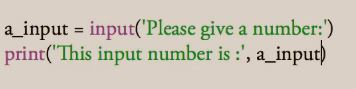 a_input = input('Please give a number:')
print('This input number is :', a_input)